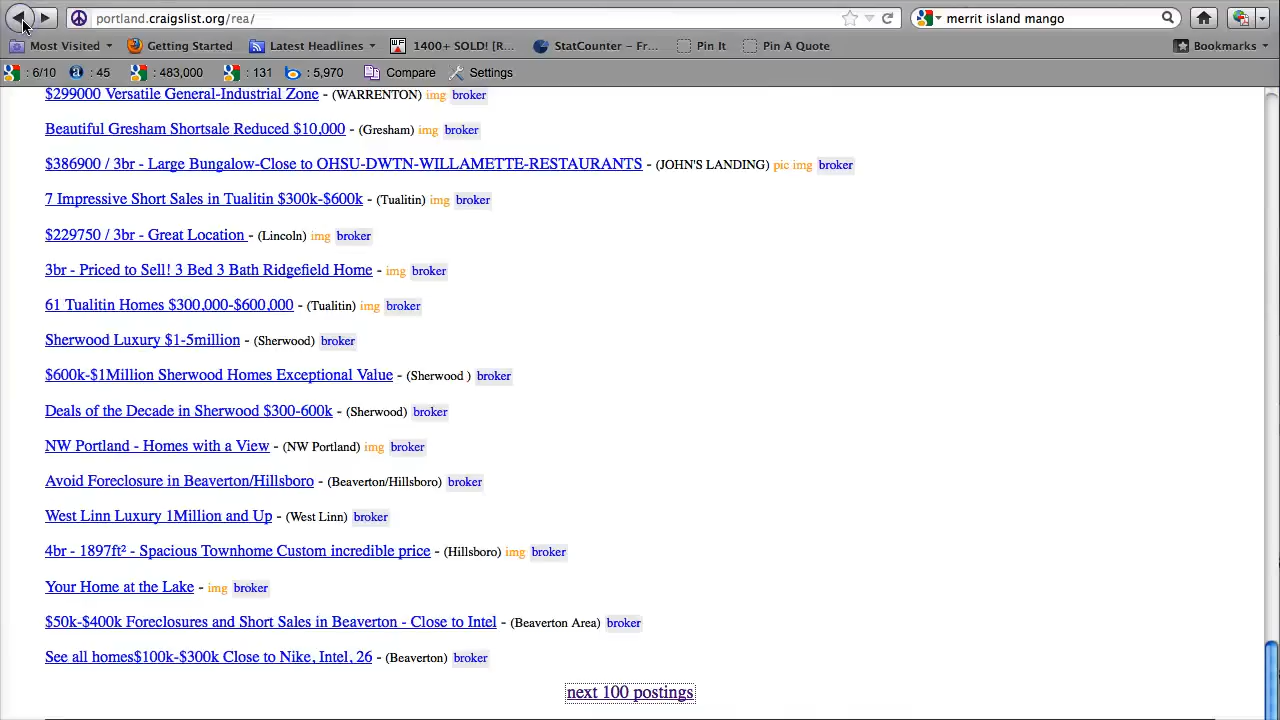 portland.craigslist.org/rea/ merrit island mango
Most Visited Getting Started Latest Headlines 1400+ SOLD! [R... StatCounter – Fr... Pin It Pin A Quote Bookmarks
: 6/10 : 45 : 483,000 : 131 : 5,970 Compare Settings
$299000 Versatile General-Industrial Zone - (WARRENTON) img broker
Beautiful Gresham Shortsale Reduced $10,000 - (Gresham) img broker
$386900 / 3br - Large Bungalow-Close to OHSU-DWTN-WILLAMETTE-RESTAURANTS - (JOHN'S LANDING) pic img broker
7 Impressive Short Sales in Tualitin $300k-$600k - (Tualitin) img broker
$229750 / 3br - Great Location - (Lincoln) img broker
3br - Priced to Sell! 3 Bed 3 Bath Ridgefield Home - img broker
61 Tualitin Homes $300,000-$600,000 - (Tualitin) img broker
Sherwood Luxury $1-5million - (Sherwood) broker
$600k-$1Million Sherwood Homes Exceptional Value - (Sherwood ) broker
Deals of the Decade in Sherwood $300-600k - (Sherwood) broker
NW Portland - Homes with a View - (NW Portland) img broker
Avoid Foreclosure in Beaverton/Hillsboro - (Beaverton/Hillsboro) broker
West Linn Luxury 1Million and Up - (West Linn) broker
4br - 1897ft² - Spacious Townhome Custom incredible price - (Hillsboro) img broker
Your Home at the Lake - img broker
$50k-$400k Foreclosures and Short Sales in Beaverton - Close to Intel - (Beaverton Area) broker
See all homes$100k-$300k Close to Nike, Intel, 26 - (Beaverton) broker
next 100 postings